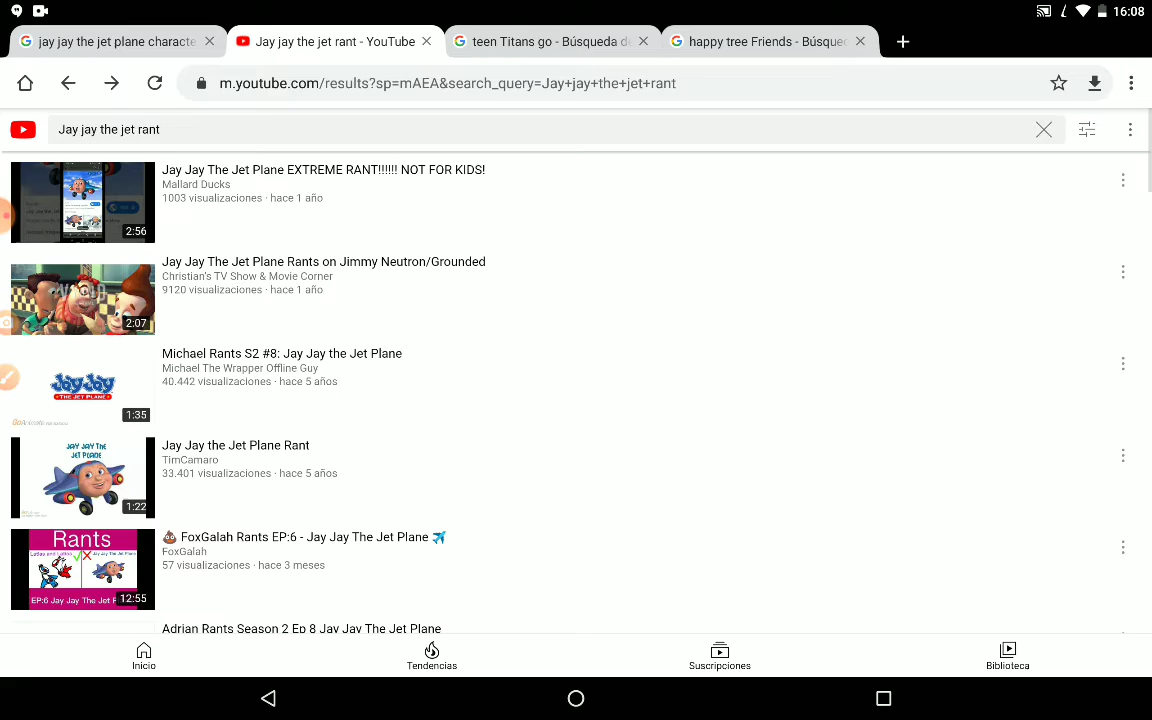 16:08
jay jay the jet plane characte
Jay jay the jet rant - YouTube
teen Titans go - Búsqueda d
happy tree Friends - Búsque
m.youtube.com/results?sp=mAEA&search_query=Jay+jay+the+jet+rant
Jay jay the jet rant
Jay Jay The Jet Plane EXTREME RANT!!!!!! NOT FOR KIDS!
Mallard Ducks
1003 visualizaciones · hace 1 año
2:56
Jay Jay The Jet Plane Rants on Jimmy Neutron/Grounded
Christian's TV Show & Movie Corner
9120 visualizaciones · hace 1 año
2:07
Michael Rants S2 #8: Jay Jay the Jet Plane
Michael The Wrapper Offline Guy
40.442 visualizaciones · hace 5 años
Jay Jay
THE JET PLANE
1:35
Jay Jay the Jet Plane Rant
TimCamaro
33.401 visualizaciones · hace 5 años
JAY JAY THE
JET PLANE
1:22
💩 FoxGalah Rants EP:6 - Jay Jay The Jet Plane ✈️
FoxGalah
57 visualizaciones · hace 3 meses
Rants
Jay Jay The Jet Plane
EP:6 Jay Jay The Jet P
12:55
Adrian Rants Season 2 Ep 8 Jay Jay The Jet Plane
Inicio
Tendencias
Suscripciones
Biblioteca